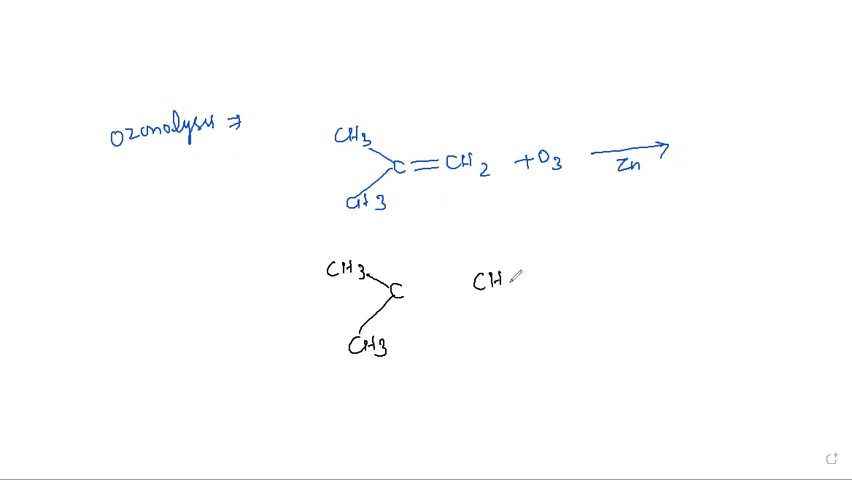 ozonolysis ⇒
CH3
C=CH2 +O3 Zn
CH3
CH3
C CH
CH3